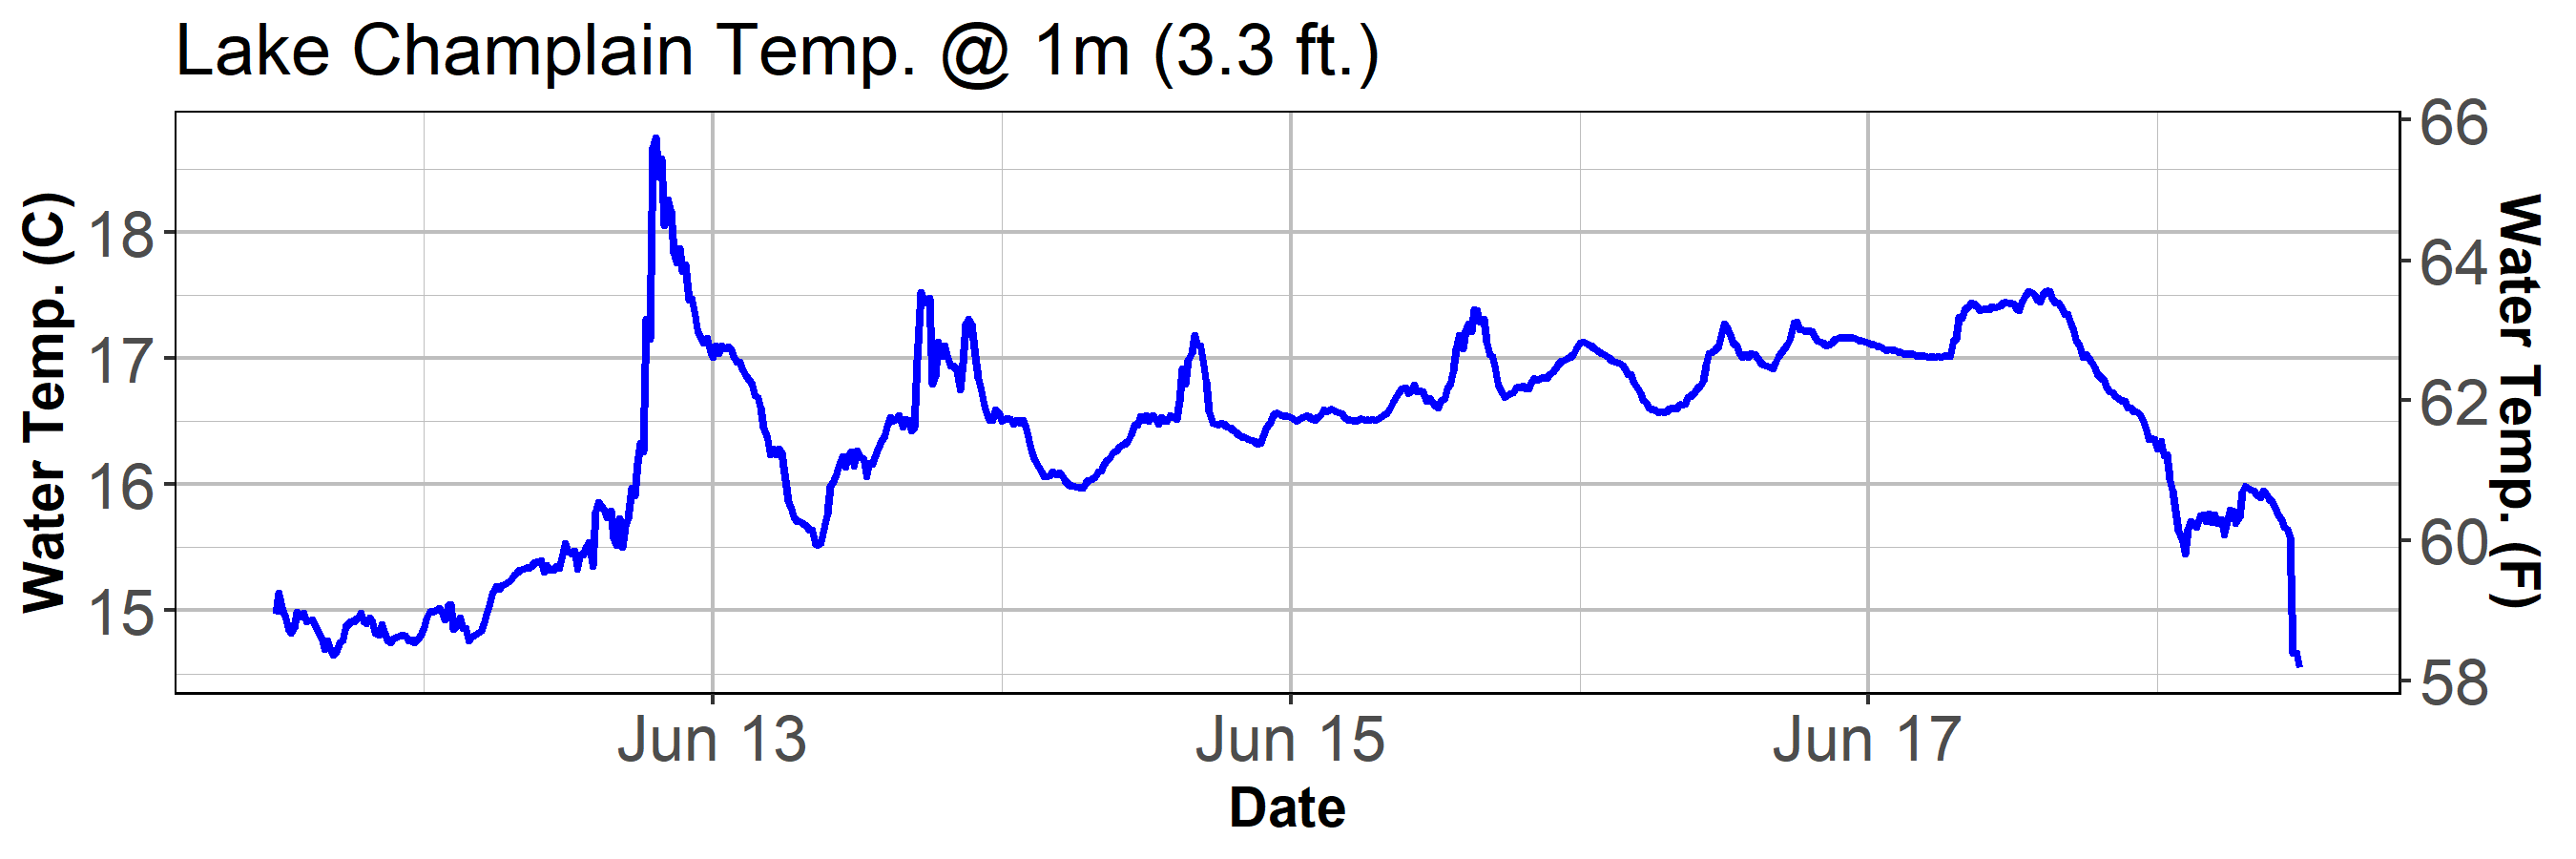 Lake Champlain Temp. @ 1m (3.3 ft.)
Water Temp. (C)
18
17
16
15
66
64
62
60
58
Water Temp. (F)
Jun 13
Jun 15
Jun 17
Date